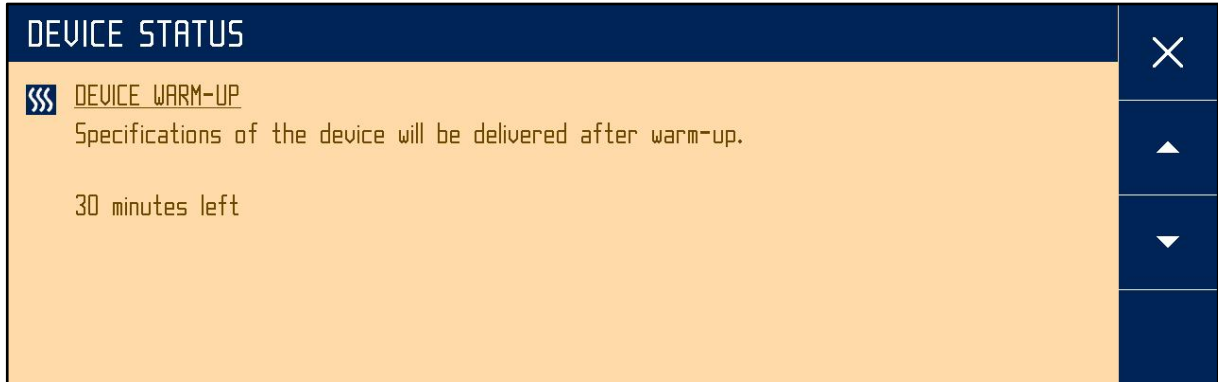 DEVICE STATUS
DEVICE WARM-UP
Specifications of the device will be delivered after warm-up.
30 minutes left